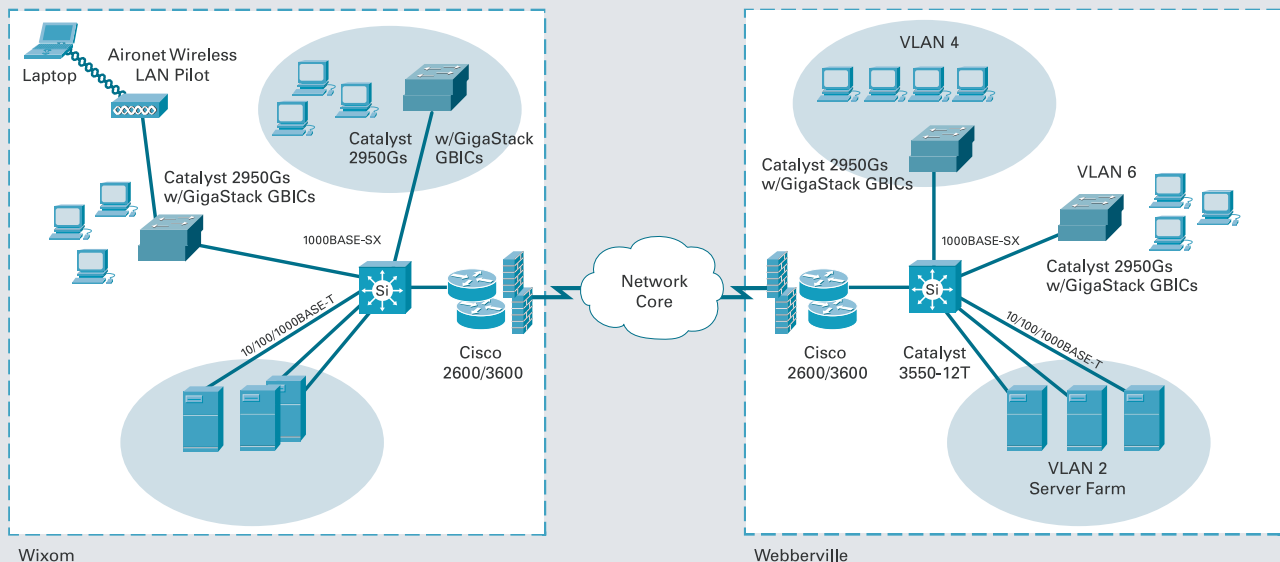 Laptop
Aironet Wireless
LAN Pilot
Catalyst
2950Gs
w/GigaStack
GBICs
Catalyst 2950Gs
w/GigaStack GBICs
1000BASE-SX
Si
10/100/1000BASE-T
Cisco
2600/3600
Wixom
Network
Core
VLAN 4
Catalyst 2950Gs
w/GigaStack GBICs
VLAN 6
1000BASE-SX
Catalyst 2950Gs
w/GigaStack GBICs
Si
Cisco
2600/3600
Catalyst
3550-12T
10/100/1000BASE-T
VLAN 2
Server Farm
Webberville